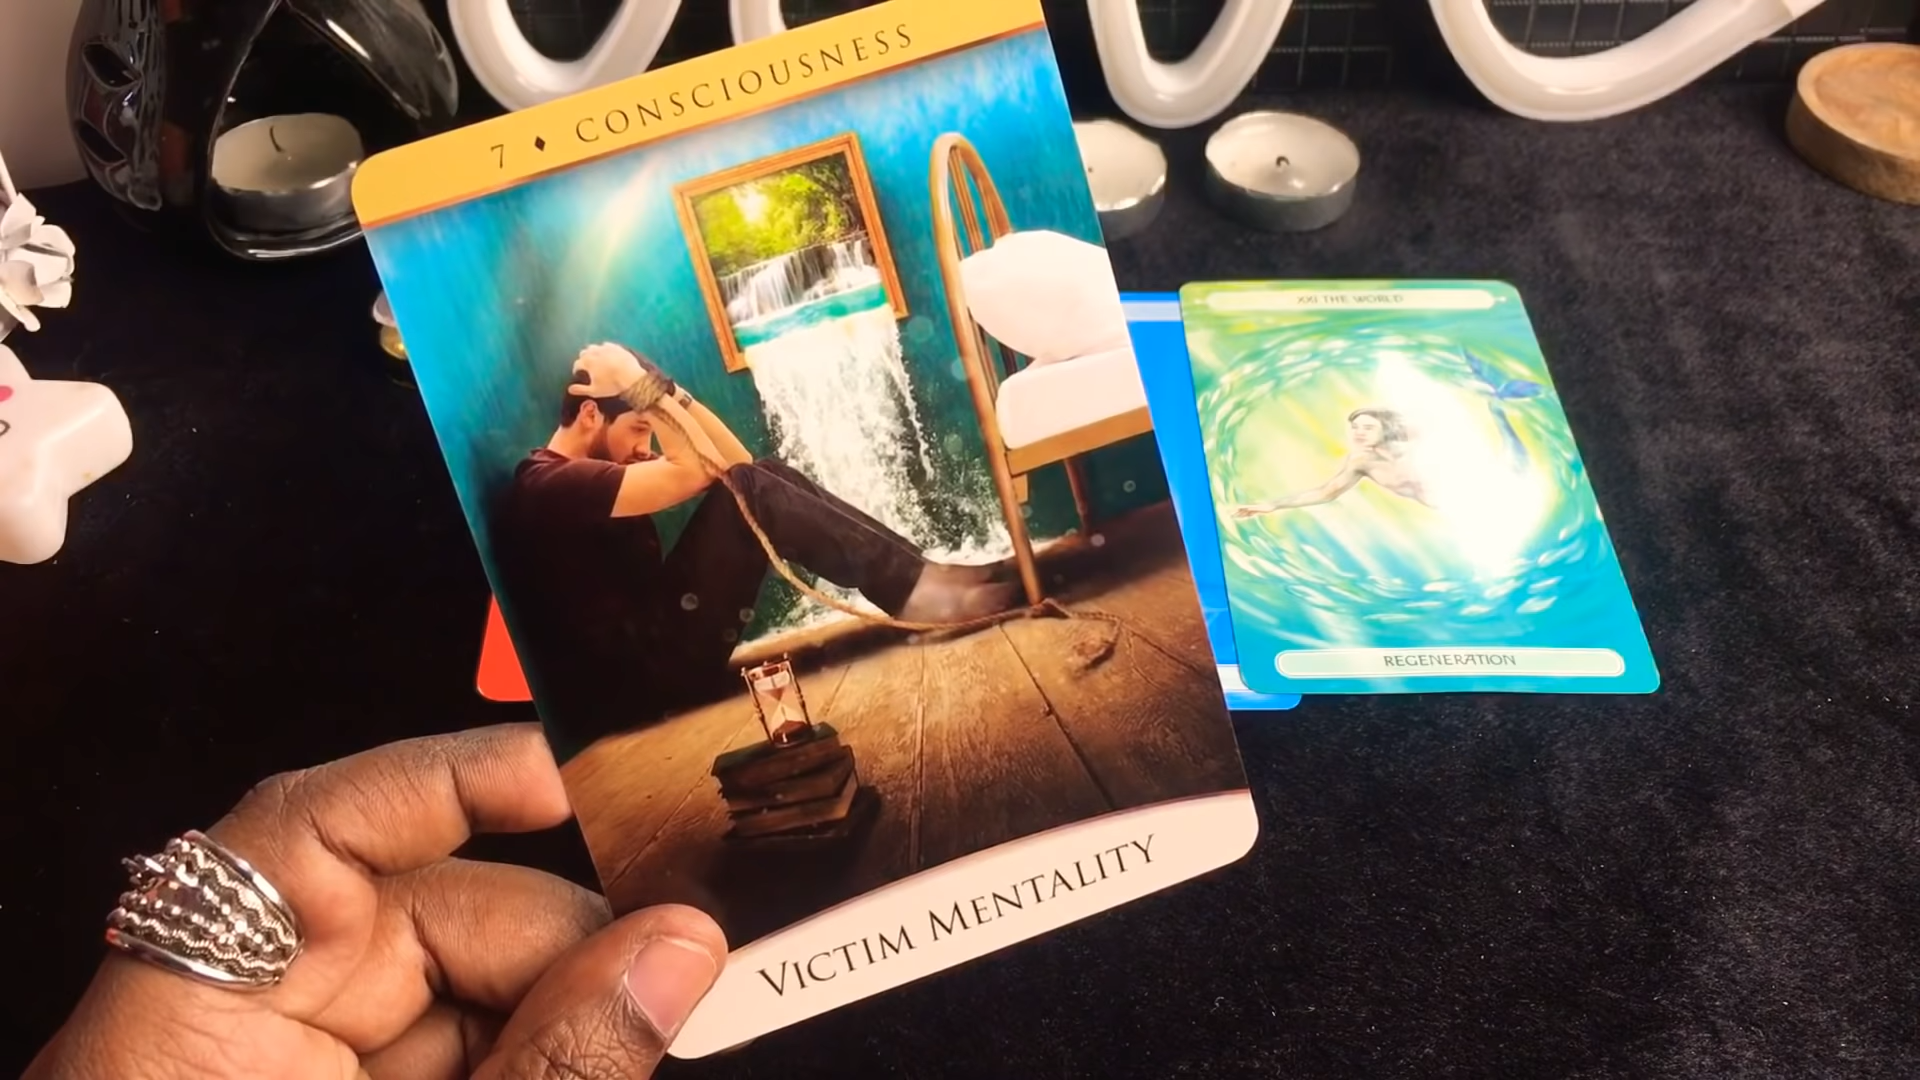 7 ♦ CONSCIOUSNESS
VICTIM MENTALITY
XXI THE WORLD
REGENERATION